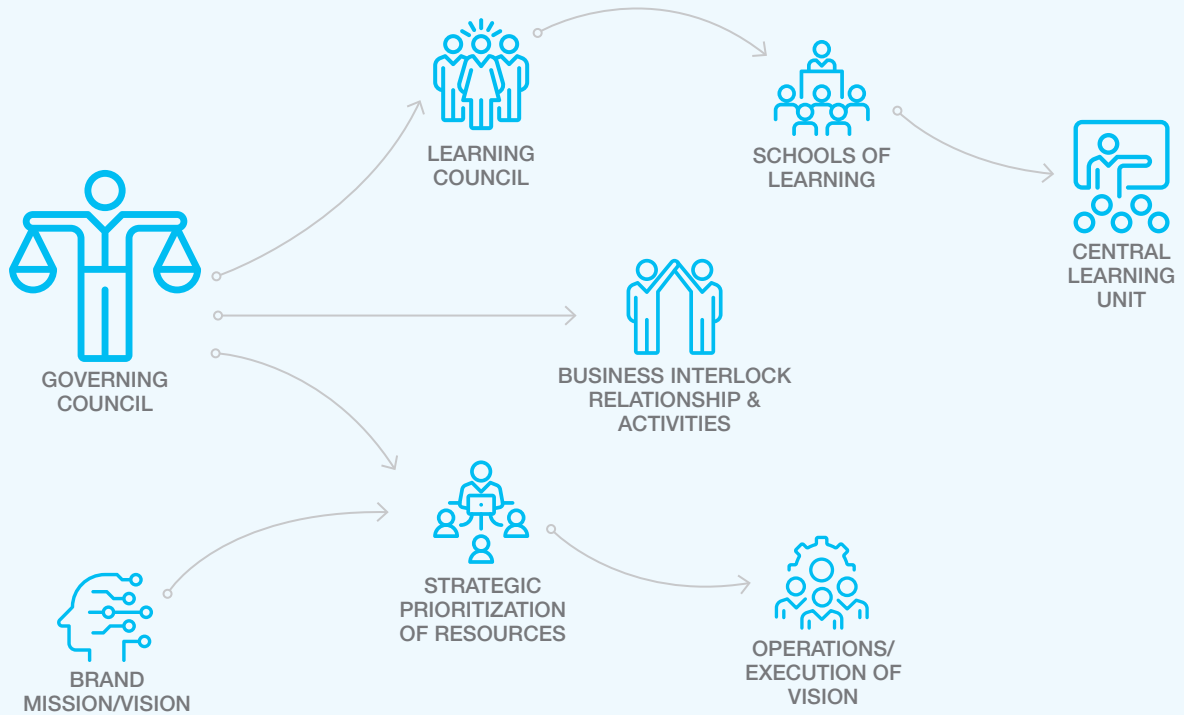 LEARNING
COUNCIL
SCHOOLS OF
LEARNING
CENTRAL
LEARNING
UNIT
GOVERNING
COUNCIL
BUSINESS INTERLOCK
RELATIONSHIP &
ACTIVITIES
STRATEGIC
PRIORITIZATION
OF RESOURCES
OPERATIONS/
EXECUTION OF
VISION
BRAND
MISSION/VISION